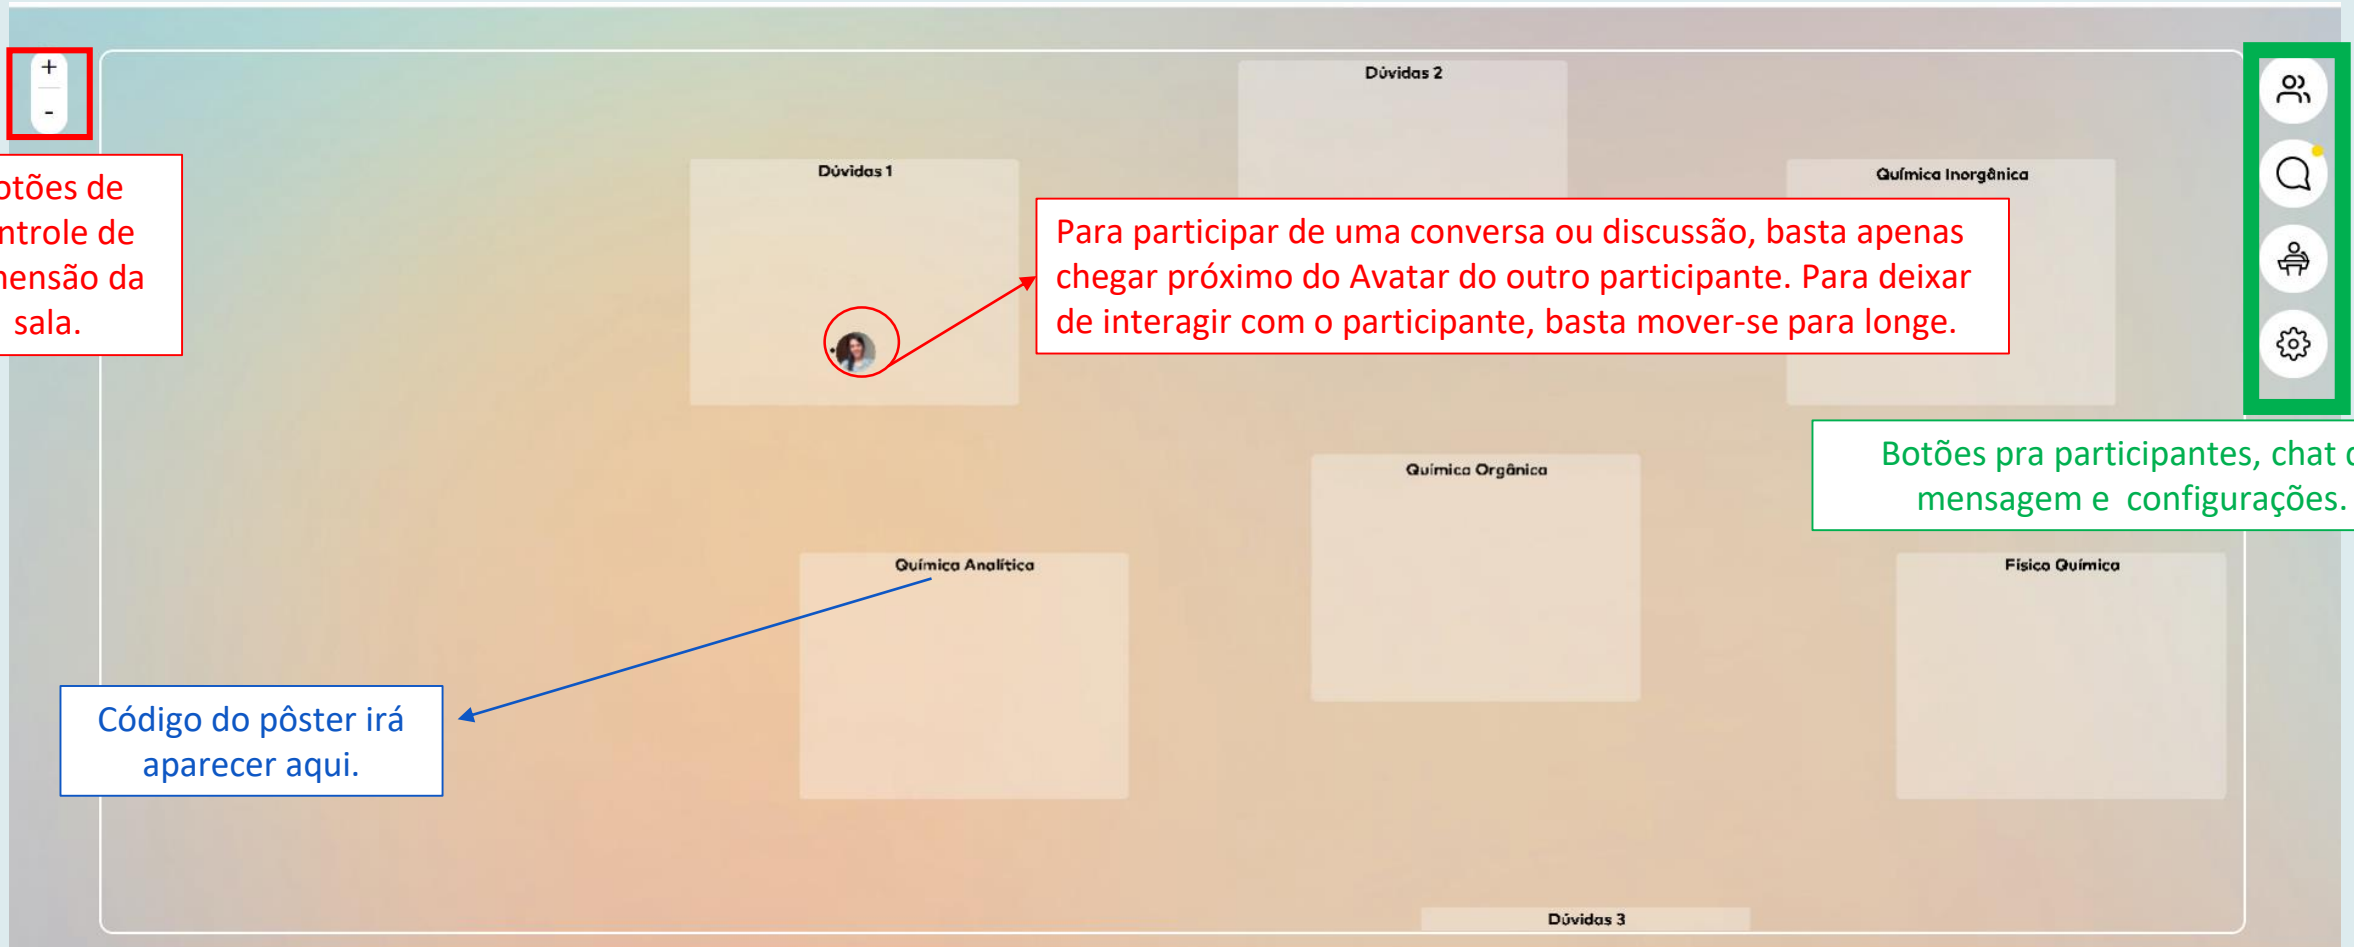 +
-
otões de
ntrole de
mensão da
sala.
Dúvidas 2
Dúvidas 1
Química Inorgânica
Para participar de uma conversa ou discussão, basta apenas
chegar próximo do Avatar do outro participante. Para deixar
de interagir com o participante, basta mover-se para longe.
Botões pra participantes, chat
mensagem e configurações.
Química Orgânica
Química Analítica
Físico Química
Código do pôster irá
aparecer aqui.
Dúvidas 3